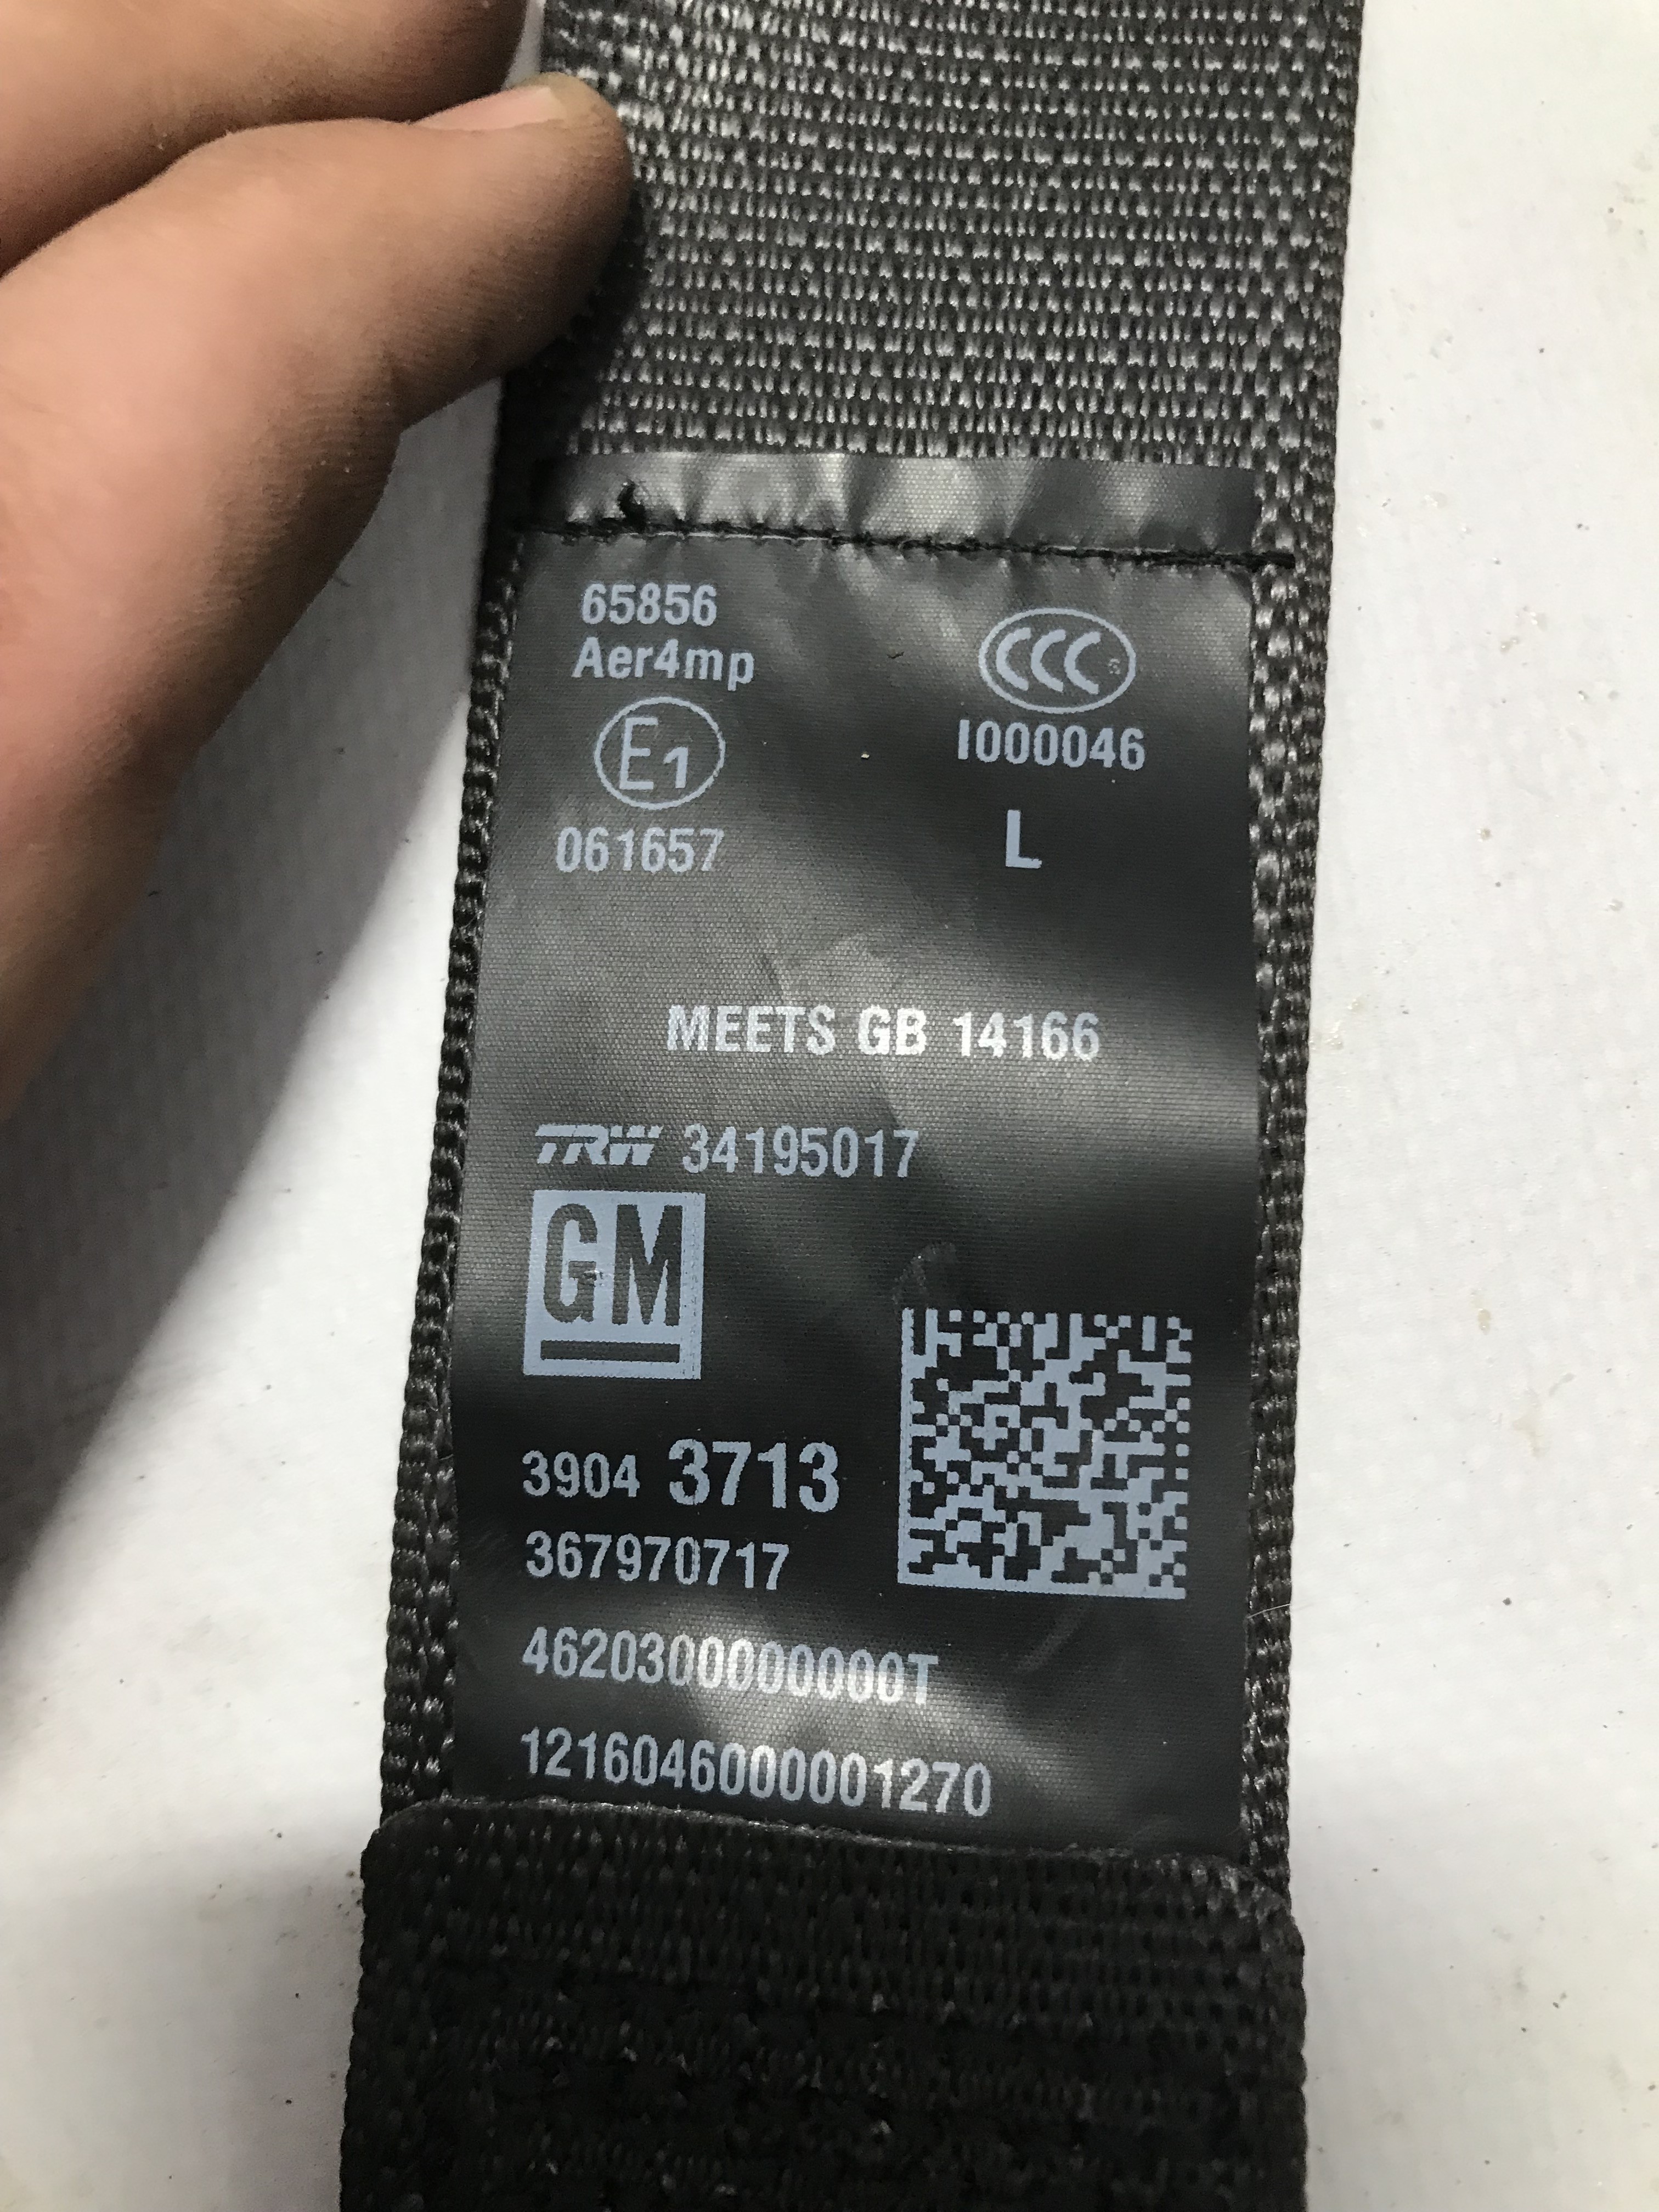 65856
Aer4mp
E1
061657
CCC S
I000046
L
MEETS GB 14166
TRW 34195017
GM
3904 3713
367970717
4620300000000T
1216046000001270